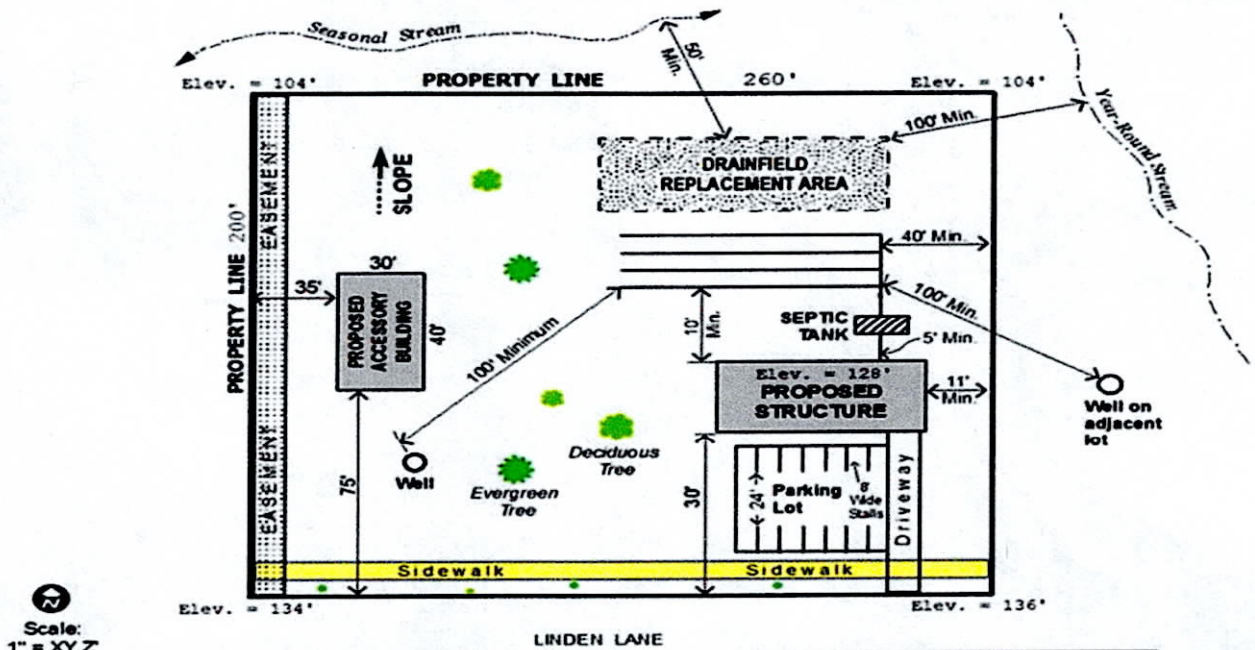 Seasonal Stream
50'
Min.
Elev. = 104'
PROPERTY LINE 260'
Elev. = 104'
100' Min.
Year-Round Stream
DRAINFIELD
REPLACEMENT AREA
SLOPE
EASEMENT
PROPERTY LINE 200'
40' Min.
30'
35'
PROPOSED
ACCESSORY
BUILDING
40'
100' Minimum
10'
Min.
SEPTIC
TANK
100' Min.
5' Min.
Elev. = 128'
PROPOSED
STRUCTURE
11'
Min.
Well on
adjacent
lot
Deciduous
Tree
Well
Evergreen
Tree
75'
EASEMENT
30'
24'
Parking
Lot
8'
Wide
Stalls
Driveway
Sidewalk
Sidewalk
Elev. = 134'
Elev. = 136'
N
Scale:
1" = XY Z'
LINDEN LANE